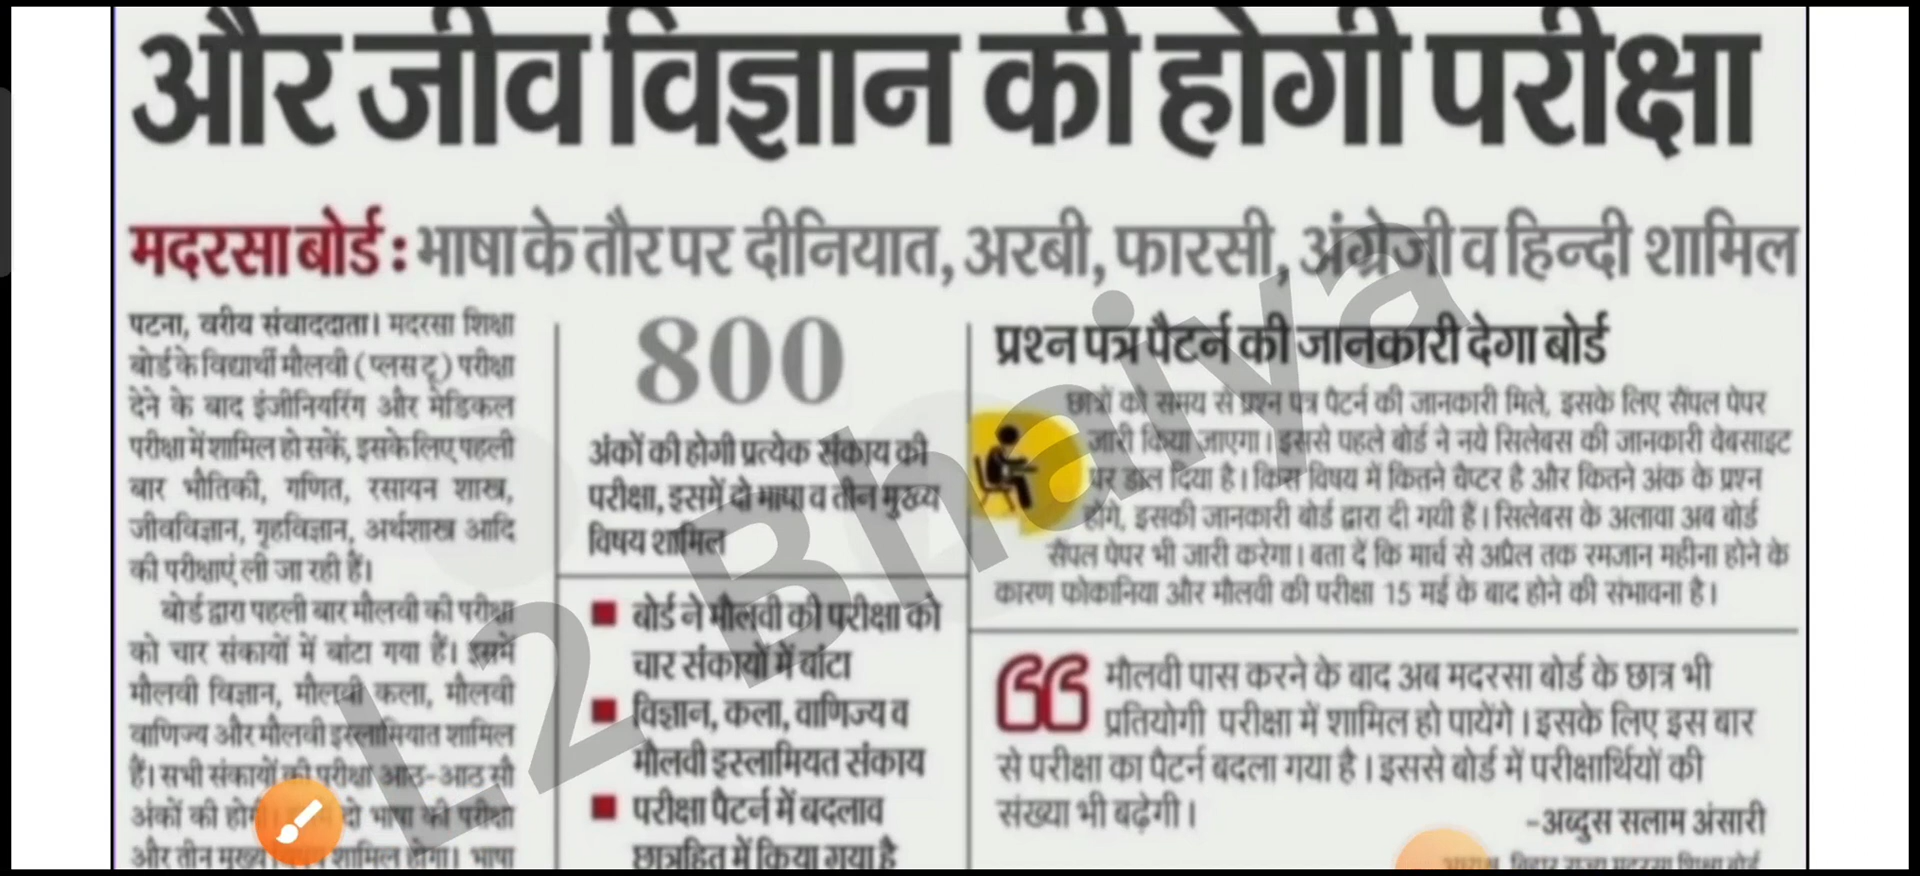 और जीव विज्ञान की होगी परीक्षा
मदरसा बोर्ड : भाषा के तौर पर दीनियात, अरबी, फारसी, अंग्रेजी व हिन्दी शामिल
पटना, वरीय संवाददाता। मदरसा शिक्षा
बोर्ड के विद्यार्थी मौलवी (प्लस टू) परीक्षा
देने के बाद इंजीनियरिंग और मेडिकल
परीक्षा में शामिल हो सकें, इसके लिए पहली
बार भौतिकी, गणित, रसायन शास्त्र,
जीवविज्ञान, गृहविज्ञान, अर्थशास्त्र आदि
की परीक्षाएं ली जा रही हैं।
बोर्ड द्वारा पहली बार मौलवी की परीक्षा
को चार संकायों में बांटा गया हैं। इसमें
मौलवी विज्ञान, मौलवी कला, मौलवी
वाणिज्य और मौलवी इस्लामियात शामिल
हैं। सभी संकायों की परीक्षा आठ-आठ सौ
अंकों की दो भाषा की परीक्षा
और तीन मुख्य शामिल होगा। भाषा
800
अंकों की होगी प्रत्येक संकाय की
परीक्षा, इसमें दो भाषा व तीन मुख्य
विषय शामिल
बोर्ड ने मौलवी की परीक्षा को
चार संकायों में बांटा
विज्ञान, कला, वाणिज्य व
मौलवी इस्लामियत संकाय
परीक्षा पैटर्न में बदलाव
छात्रहित में किया गया है
प्रश्न पत्र पैटर्न की जानकारी देगा बोर्ड
छात्रों को समय से प्रश्न पत्र पैटर्न की जानकारी मिले, इसके लिए सैंपल पेपर
जारी किया जाएगा। इससे पहले बोर्ड ने नये सिलेबस की जानकारी वेबसाइट
पर डाल दिया है। किस विषय में कितने चैप्टर है और कितने अंक के प्रश्न
होंगे, इसकी जानकारी बोर्ड द्वारा दी गयी हैं। सिलेबस के अलावा अब बोर्ड
सैंपल पेपर भी जारी करेगा। बता दें कि मार्च से अप्रैल तक रमजान महीना होने के
कारण फोकानिया और मौलवी की परीक्षा 15 मई के बाद होने की संभावना है।
मौलवी पास करने के बाद अब मदरसा बोर्ड के छात्र भी
प्रतियोगी परीक्षा में शामिल हो पायेंगे। इसके लिए इस बार
से परीक्षा का पैटर्न बदला गया है। इससे बोर्ड में परीक्षार्थियों की
संख्या भी बढ़ेगी।
-अब्दुस सलाम अंसारी
L2 Bhaiya